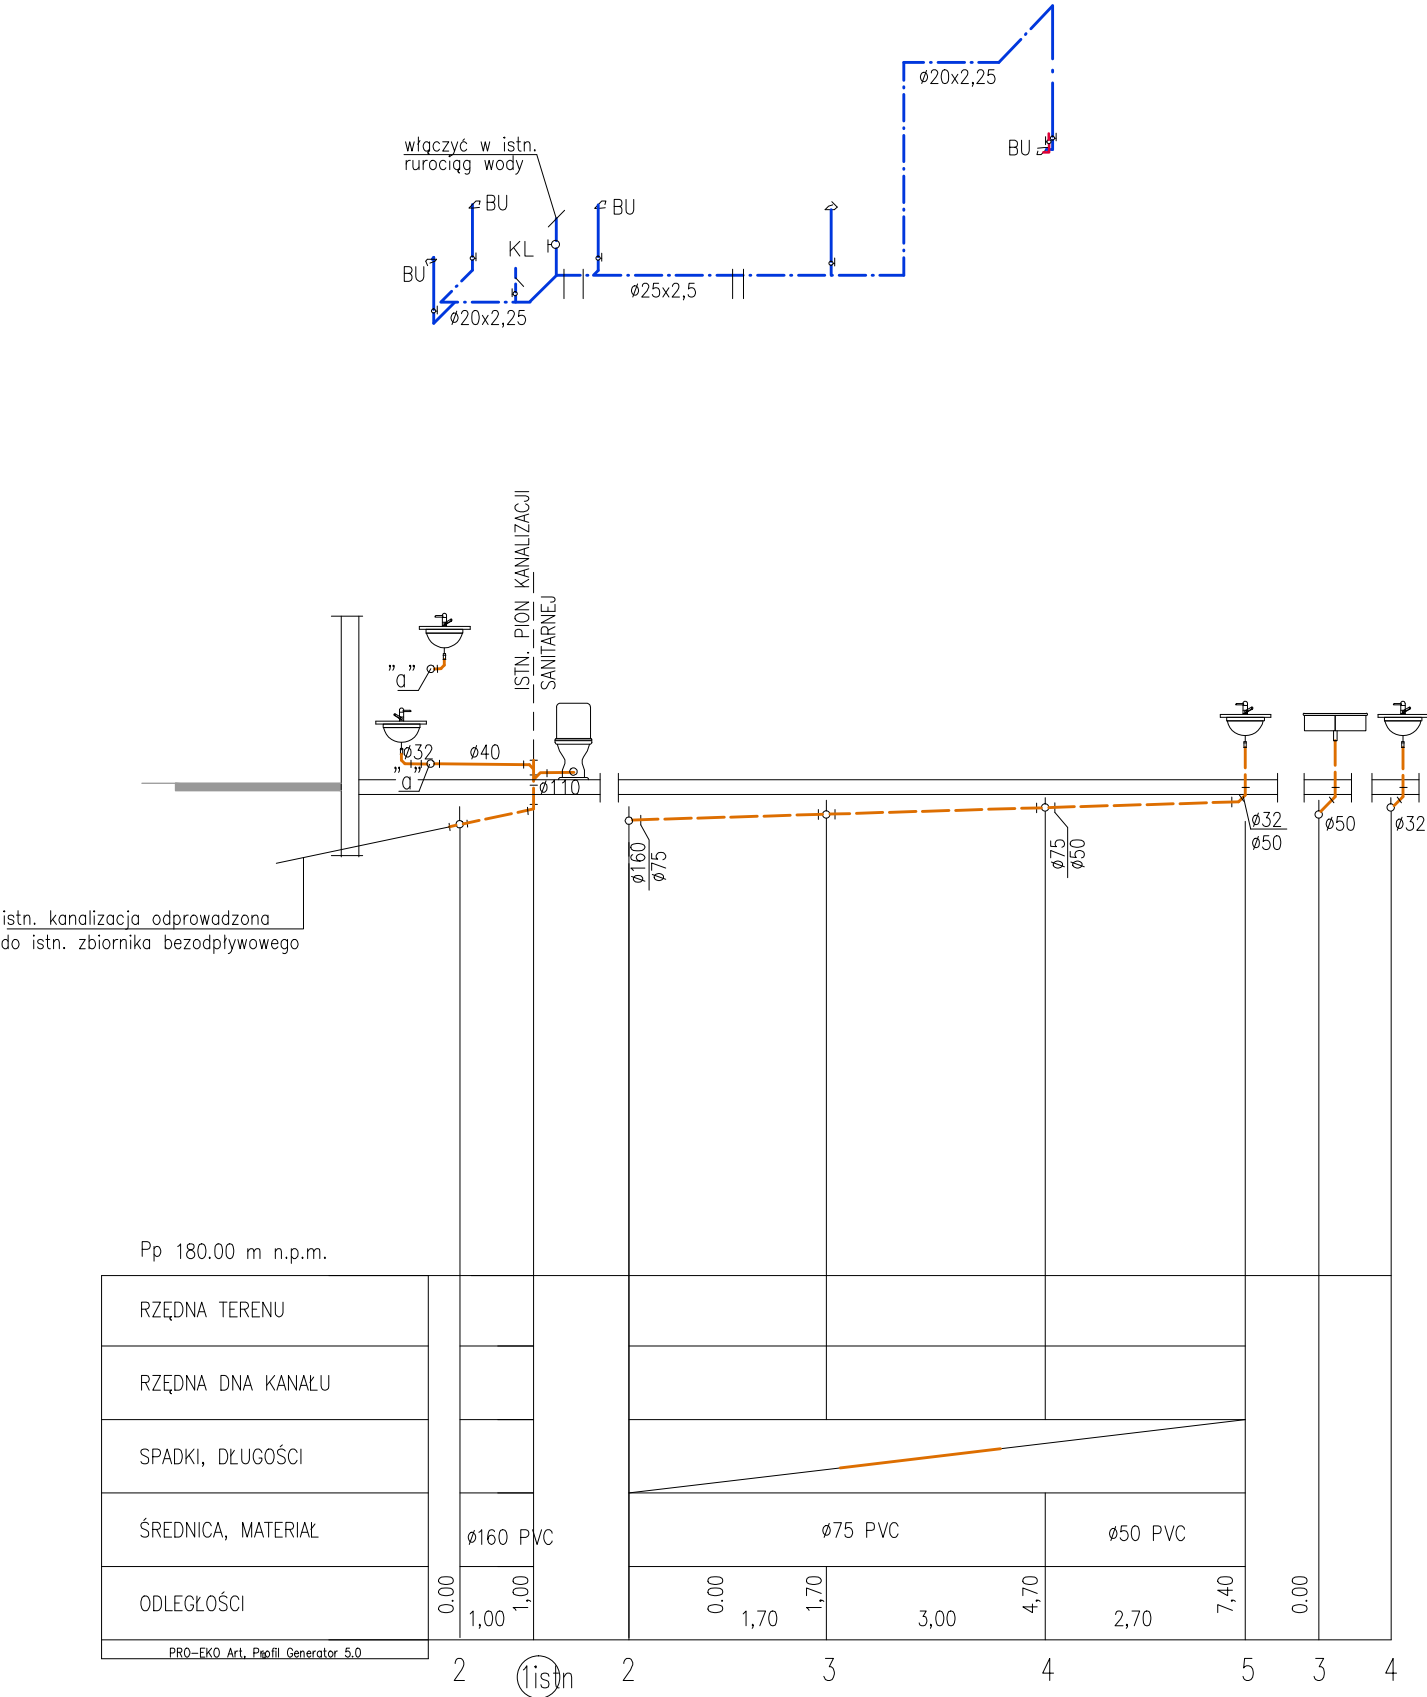 ø20x2,25
włączyć w istn.
rurociąg wody
BU
BU
BU
KL
BU
ø25x2,5
ø20x2,25
ISTN. PION KANALIZACJI
SANITARNEJ
"a"
ø32
ø40
"a"
ø110
ø160
ø75
ø75
ø50
ø32
ø50
ø50
ø32
istn. kanalizacja odprowadzona
do istn. zbiornika bezodpływowego
Pp 180.00 m n.p.m.
RZĘDNA TERENU
RZĘDNA DNA KANAŁU
SPADKI, DŁUGOŚCI
ŚREDNICA, MATERIAŁ
ø160 PVC
ø75 PVC
ø50 PVC
ODLEGŁOŚCI
0.00
1,00
1,00
0.00
1,70
1,70
3,00
4,70
2,70
7,40
0.00
PRO-EKO Art, Profil Generator 5.0
2
1istn
2
3
4
5
3
4